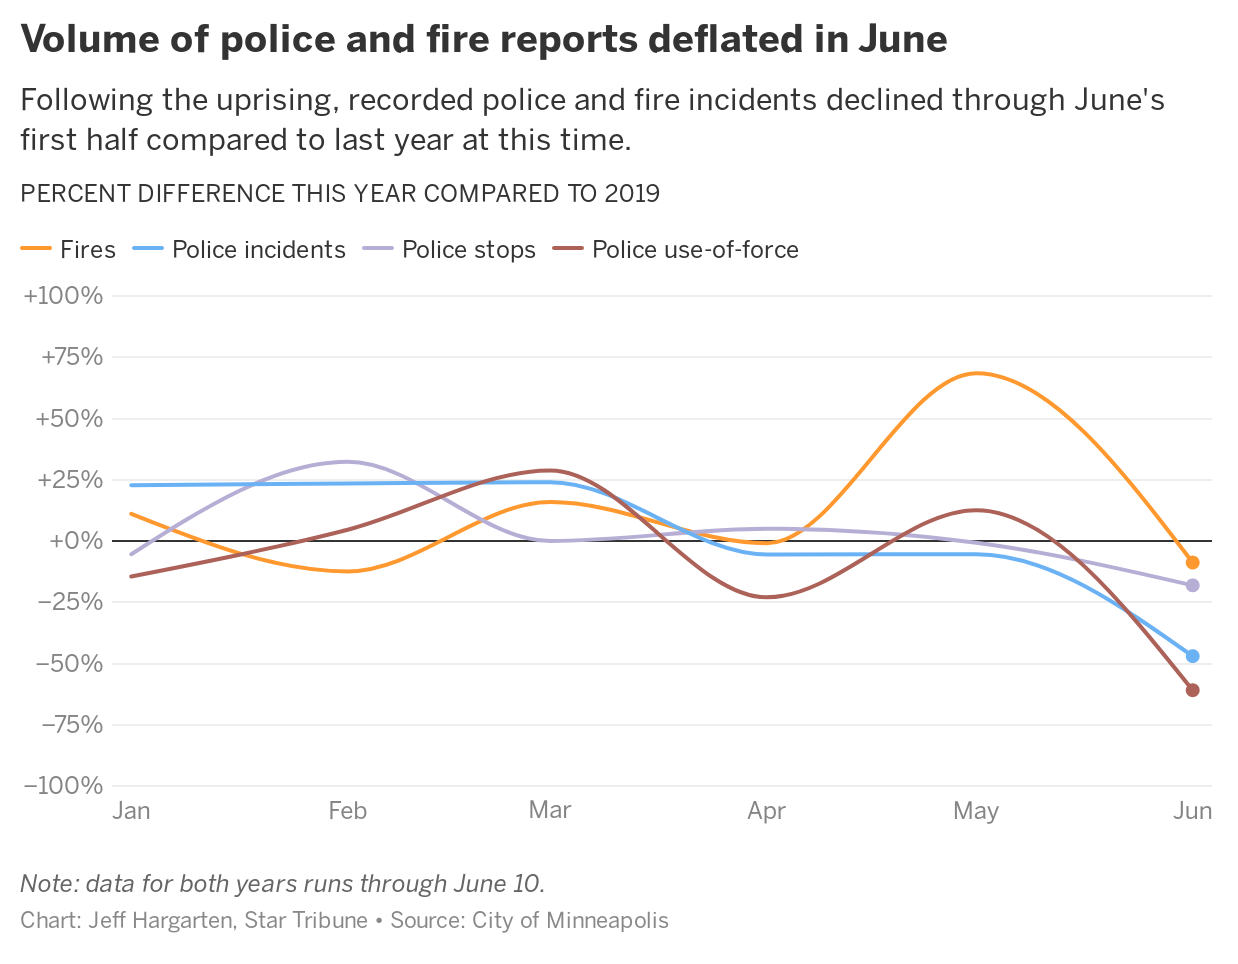 Volume of police and fire reports deflated in June
Following the uprising, recorded police and fire incidents declined through June's
first half compared to last year at this time.
PERCENT DIFFERENCE THIS YEAR COMPARED TO 2019
Fires Police incidents Police stops Police use-of-force
+100%
+75%
+50%
+25%
+0%
−25%
−50%
−75%
−100%
Jan Feb Mar Apr May Jun
Note: data for both years runs through June 10.
Chart: Jeff Hargarten, Star Tribune • Source: City of Minneapolis